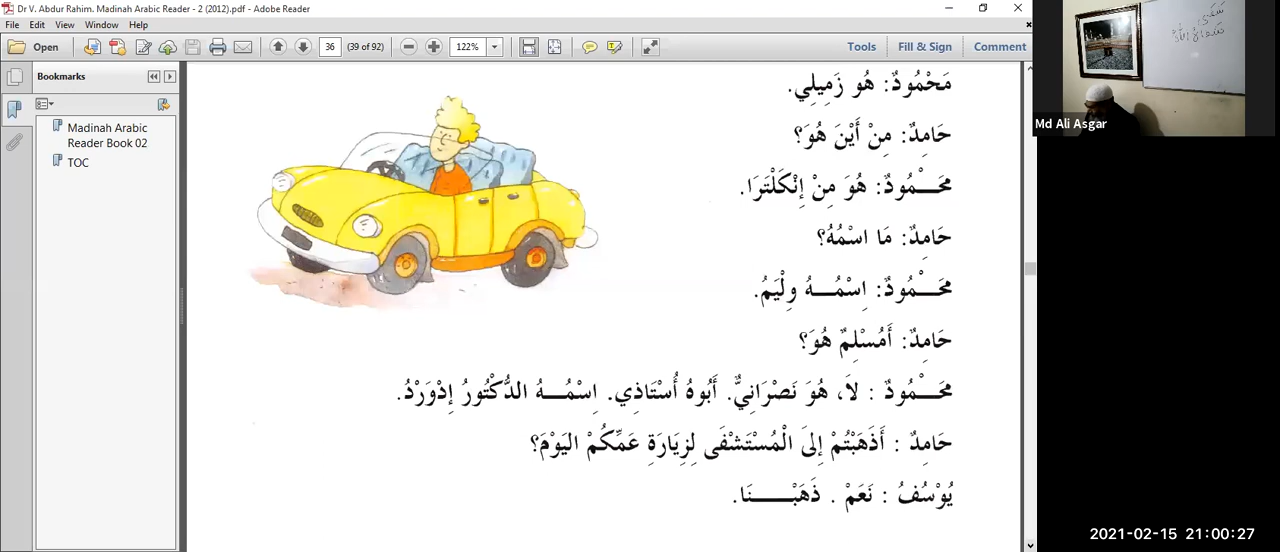 Dr V. Abdur Rahim. Madinah Arabic Reader - 2 (2012).pdf - Adobe Reader
File Edit View Window Help
Open 36 (39 of 92) 122% Tools Fill & Sign Comment
Bookmarks
Madinah Arabic
Reader Book 02
TOC
مَحْمُودٌ: هُو زَمِيلِي.
حَامِدٌ: مِنْ أَيْنَ هُوَ؟
مَحْمُودٌ: هُوَ مِنْ إِنْكَلْتَرَا.
حَامِدٌ: مَا اسْمُهُ؟
مَحْمُودٌ: اِسْمُهُ وِلْيَمُ.
حَامِدٌ: أَمُسْلِمٌ هُوَ؟
مَحْمُودٌ : لاَ، هُوَ نَصْرَانِيٌّ. أَبُوهُ أُسْتَاذِي. اِسْمُهُ الدُّكْتُورُ إِدْوَرْدُ.
حَامِدٌ : أَذَهَبْتُمْ إِلىَ الْمُسْتَشْفَى لِزِيَارَةِ عَمِّكُمْ اليَوْمَ؟
يُوْسُفُ : نَعَمْ . ذَهَبْنَا.
Md Ali Asgar
2021-02-15 21:00:27